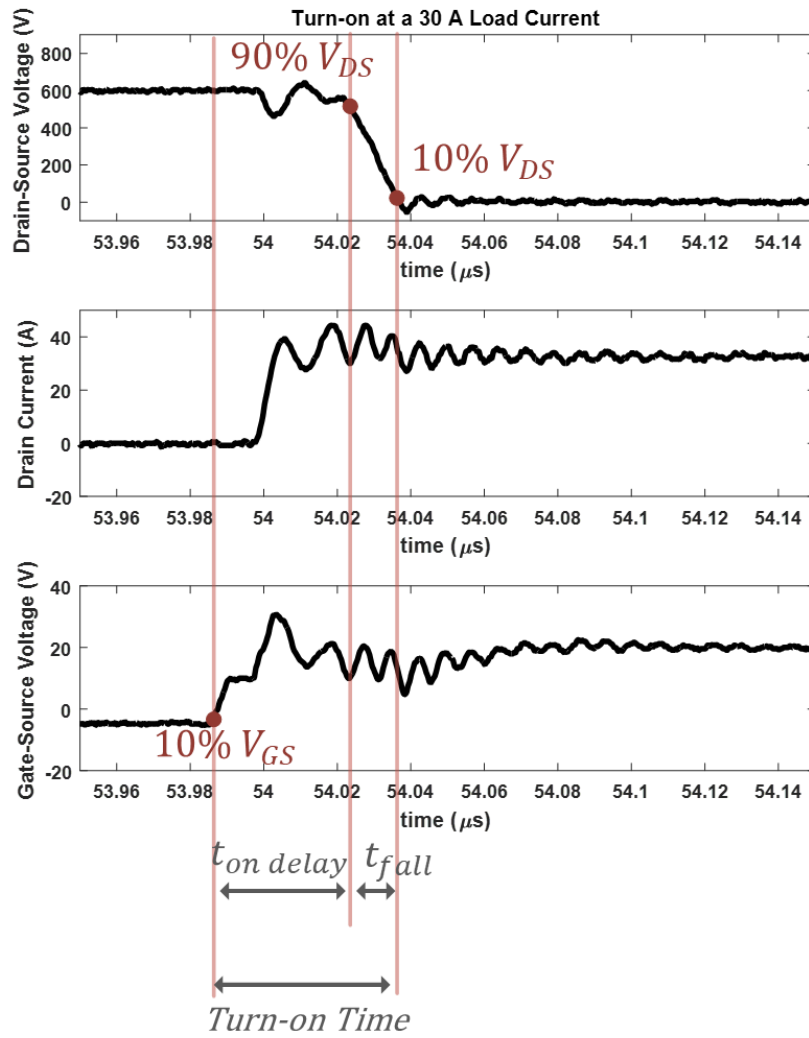 Turn-on at a 30 A Load Current
Drain-Source Voltage (V)
800
600
400
200
0
90% V_DS
10% V_DS
53.96 53.98 54 54.02 54.04 54.06 54.08 54.1 54.12 54.14
time (μs)
Drain Current (A)
40
20
0
-20
53.96 53.98 54 54.02 54.04 54.06 54.08 54.1 54.12 54.14
time (μs)
Gate-Source Voltage (V)
40
20
0
-20
10% V_GS
53.96 53.98 54 54.02 54.04 54.06 54.08 54.1 54.12 54.14
time (μs)
t_on delay t_fall
Turn-on Time